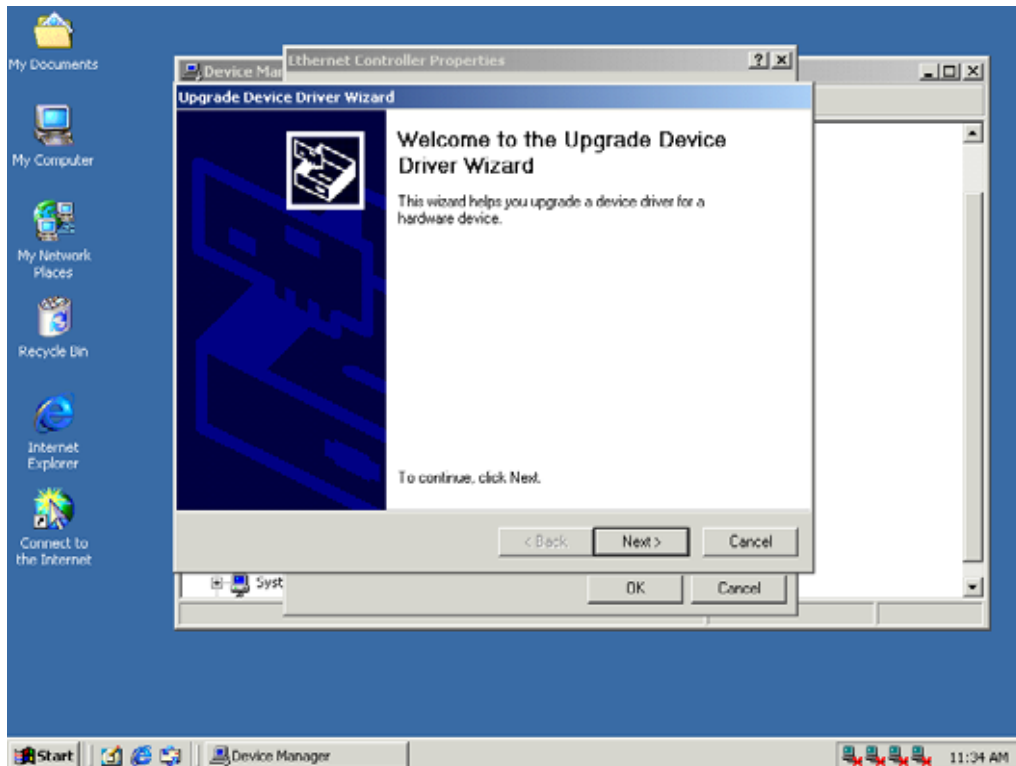 My Documents
My Computer
My Network
Places
Recycle Bin
Internet
Explorer
Connect to
the Internet
Device Mar
Ethernet Controller Properties
Upgrade Device Driver Wizard
Welcome to the Upgrade Device
Driver Wizard
This wizard helps you upgrade a device driver for a
hardware device.
To continue, click Next.
< Back
Next >
Cancel
Syst
OK
Cancel
Start
Device Manager
11:34 AM